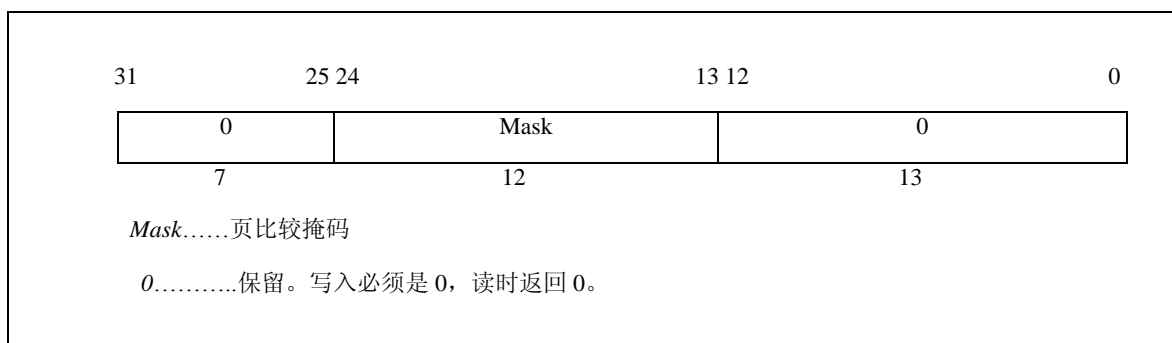 31 25 24 13 12 0
0 Mask 0
7 12 13
Mask……页比较掩码
0………..保留。写入必须是 0，读时返回 0。